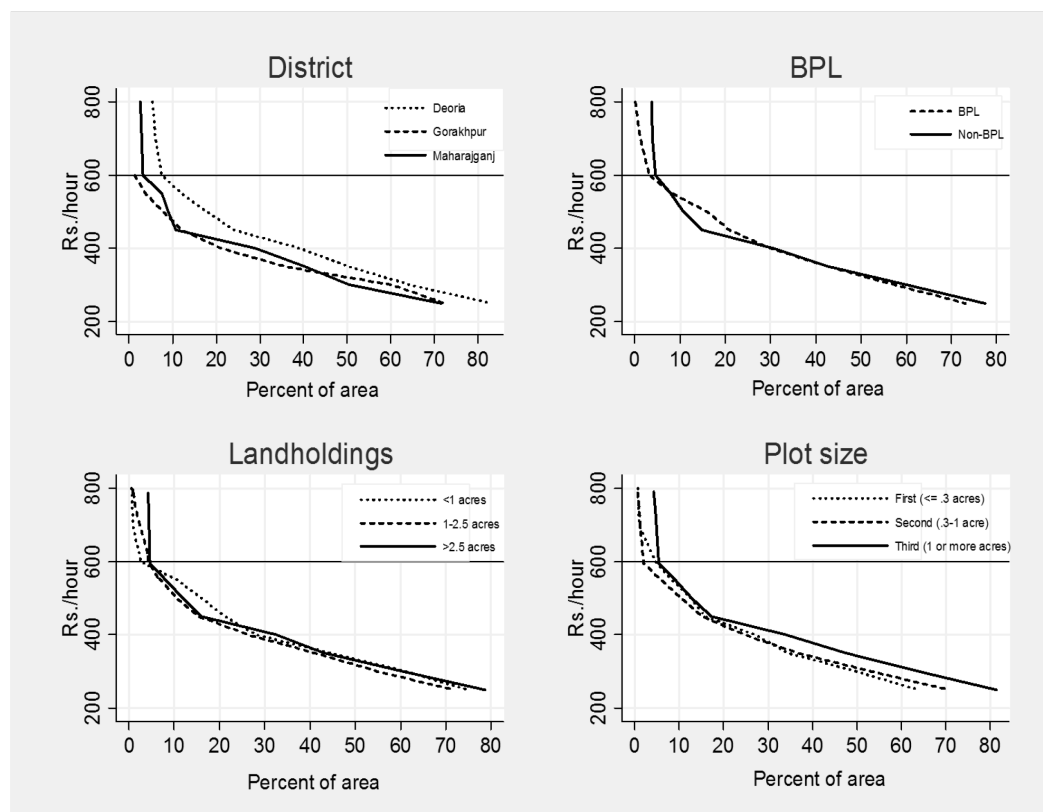 District
800
600
400
200
Rs./hour
Deoria
Gorakhpur
Maharajganj
0 10 20 30 40 50 60 70 80
Percent of area
BPL
800
600
400
200
Rs./hour
BPL
Non-BPL
0 10 20 30 40 50 60 70 80
Percent of area
Landholdings
800
600
400
200
Rs./hour
<1 acres
1-2.5 acres
>2.5 acres
0 10 20 30 40 50 60 70 80
Percent of area
Plot size
800
600
400
200
Rs./hour
First (<= .3 acres)
Second (.3-1 acre)
Third (1 or more acres)
0 10 20 30 40 50 60 70 80
Percent of area